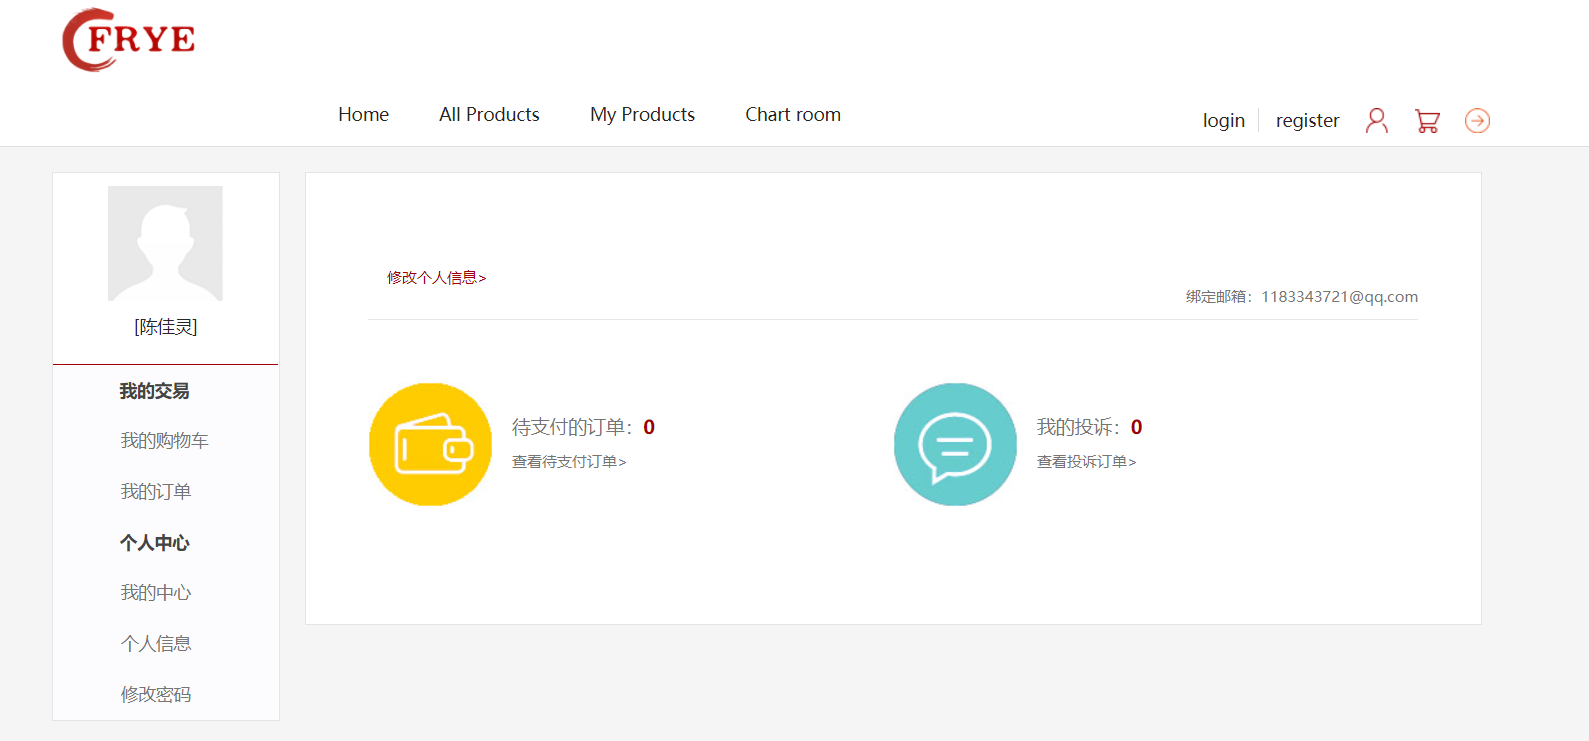 FRYE
Home All Products My Products Chart room
login register
[陈佳灵]
我的交易
我的购物车
我的订单
个人中心
我的中心
个人信息
修改密码
修改个人信息>
绑定邮箱：1183343721@qq.com
待支付的订单：0
查看待支付订单>
我的投诉：0
查看投诉订单>